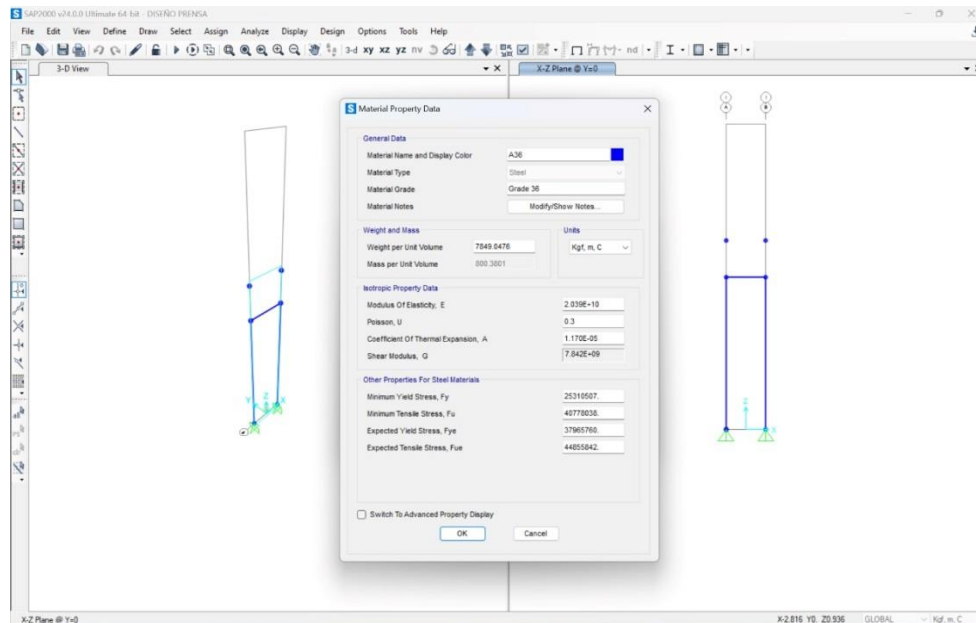 SAP2000 v24.0.0 Ultimate 64-bit - DISEÑO PRENSA
File Edit View Define Draw Select Assign Analyze Display Design Options Tools Help
3-d xy xz yz nv nd
3-D View
X-Z Plane @ Y=0
Material Property Data
General Data
Material Name and Display Color A36
Material Type Steel
Material Grade Grade 36
Material Notes Modify/Show Notes...
Weight and Mass Units
Weight per Unit Volume 7849.0476 Kgf, m, C
Mass per Unit Volume 800.3801
Isotropic Property Data
Modulus Of Elasticity, E 2.039E+10
Poisson, U 0.3
Coefficient Of Thermal Expansion, A 1.170E-05
Shear Modulus, G 7.842E+09
Other Properties For Steel Materials
Minimum Yield Stress, Fy 25310507.
Minimum Tensile Stress, Fu 40778038.
Expected Yield Stress, Fye 37965760.
Expected Tensile Stress, Fue 44855842.
Switch To Advanced Property Display
OK Cancel
A B
Y Z X
Z X
X-Z Plane @ Y=0 X-2.816 Y0. Z0.936 GLOBAL Kgf, m, C